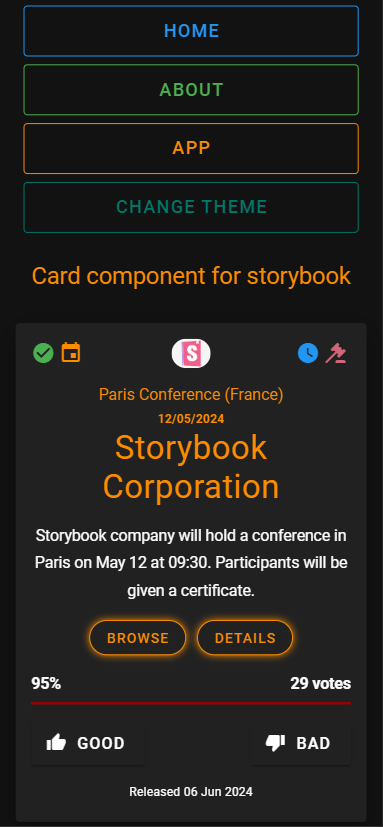 HOME
ABOUT
APP
CHANGE THEME
Card component for storybook
S
Paris Conference (France)
12/05/2024
Storybook
Corporation
Storybook company will hold a conference in
Paris on May 12 at 09:30. Participants will be
given a certificate.
BROWSE DETAILS
95% 29 votes
GOOD BAD
Released 06 Jun 2024